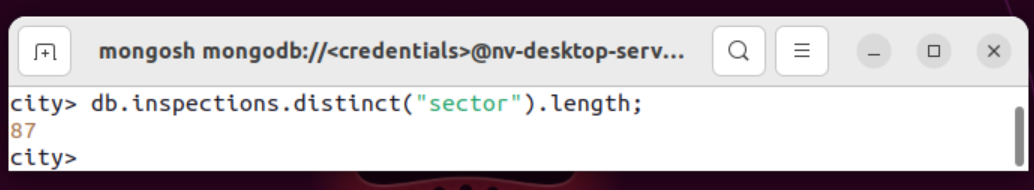 mongosh mongodb://<credentials>@nv-desktop-serv...
city> db.inspections.distinct("sector").length;
87
city>